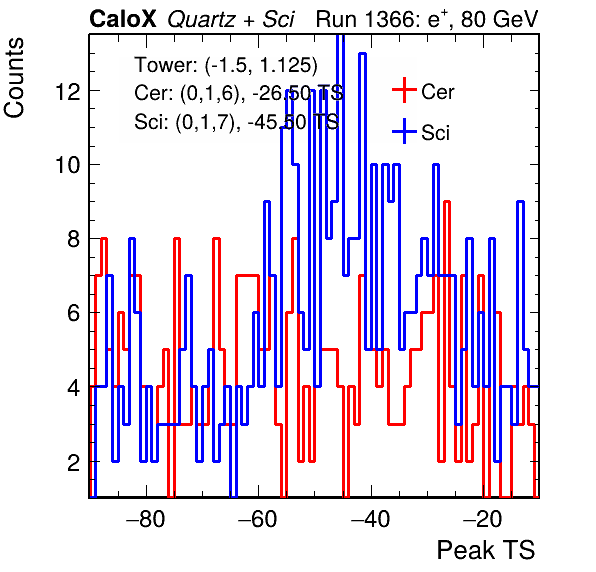 CaloX Quartz + Sci Run 1366: e⁺, 80 GeV
Counts
Tower: (-1.5, 1.125)
Cer: (0,1,6), -26.50 TS
Sci: (0,1,7), -45.50 TS
Cer
Sci
12
10
8
6
4
2
−80 −60 −40 −20
Peak TS